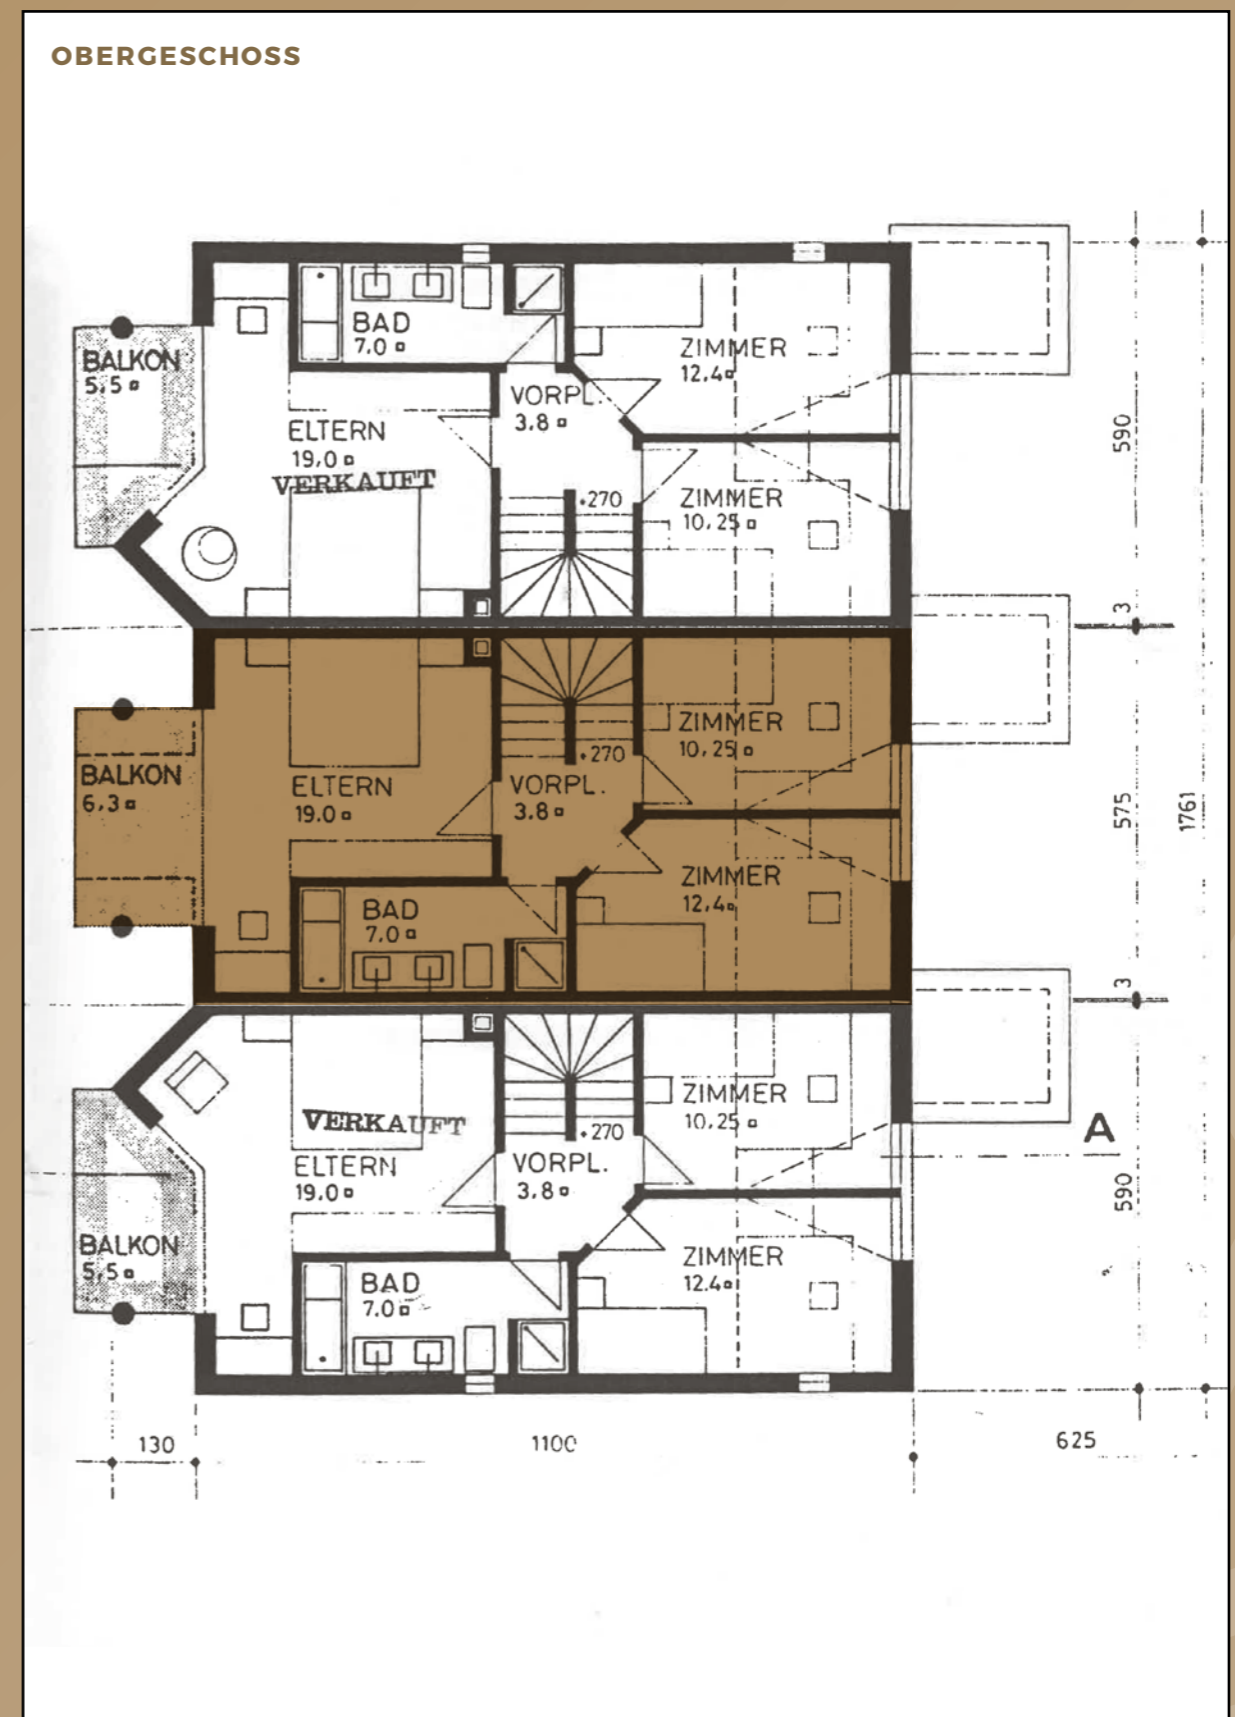 OBERGESCHOSS
BAD
7.0
BALKON
5,5
ZIMMER
12.4
VORPL.
3.8
ELTERN
19,0
VERKAUFT
+270
ZIMMER
10,25
590
3
ZIMMER
10,25
+270
BALKON
6,3
ELTERN
19.0
VORPL.
3.8
575
1761
ZIMMER
12,4
BAD
7.0
3
ZIMMER
10,25
VERKAUFT
+270
A
ELTERN
19.0
VORPL.
3,8
590
BALKON
5,5
ZIMMER
12.4
BAD
7.0
130
1100
625